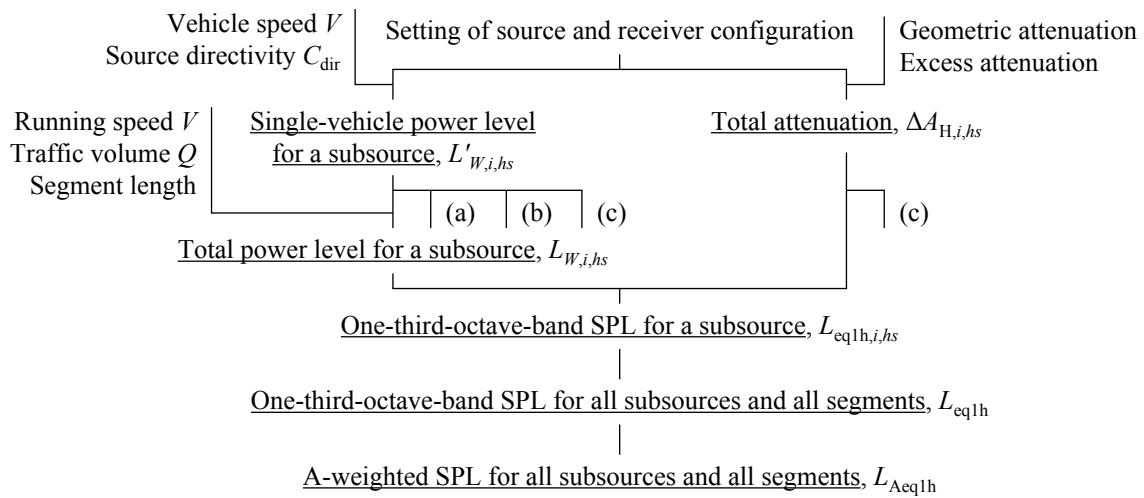 Vehicle speed V
Source directivity C_dir
Setting of source and receiver configuration
Geometric attenuation
Excess attenuation
Running speed V
Traffic volume Q
Segment length
Single-vehicle power level
for a subsource, L′_W,i,hs
Total attenuation, ΔA_H,i,hs
(a) (b) (c) (c)
Total power level for a subsource, L_W,i,hs
One-third-octave-band SPL for a subsource, L_eq1h,i,hs
One-third-octave-band SPL for all subsources and all segments, L_eq1h
A-weighted SPL for all subsources and all segments, L_Aeq1h